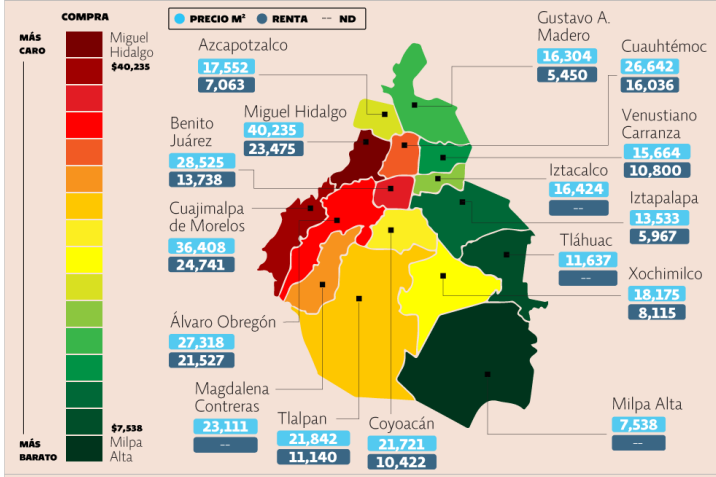 COMPRA
MÁS
CARO
Miguel
Hidalgo
$40,235
$7,538
Milpa
Alta
MÁS
BARATO
PRECIO M² RENTA -- ND
Azcapotzalco
17,552
7,063
Miguel Hidalgo
40,235
23,475
Benito
Juárez
28,525
13,738
Cuajimalpa
de Morelos
36,408
24,741
Álvaro Obregón
27,318
21,527
Magdalena
Contreras
23,111
--
Tlalpan
21,842
11,140
Coyoacán
21,721
10,422
Gustavo A.
Madero
16,304
5,450
Cuauhtémoc
26,642
16,036
Venustiano
Carranza
15,664
10,800
Iztacalco
16,424
--
Iztapalapa
13,533
5,967
Tláhuac
11,637
--
Xochimilco
18,175
8,115
Milpa Alta
7,538
--